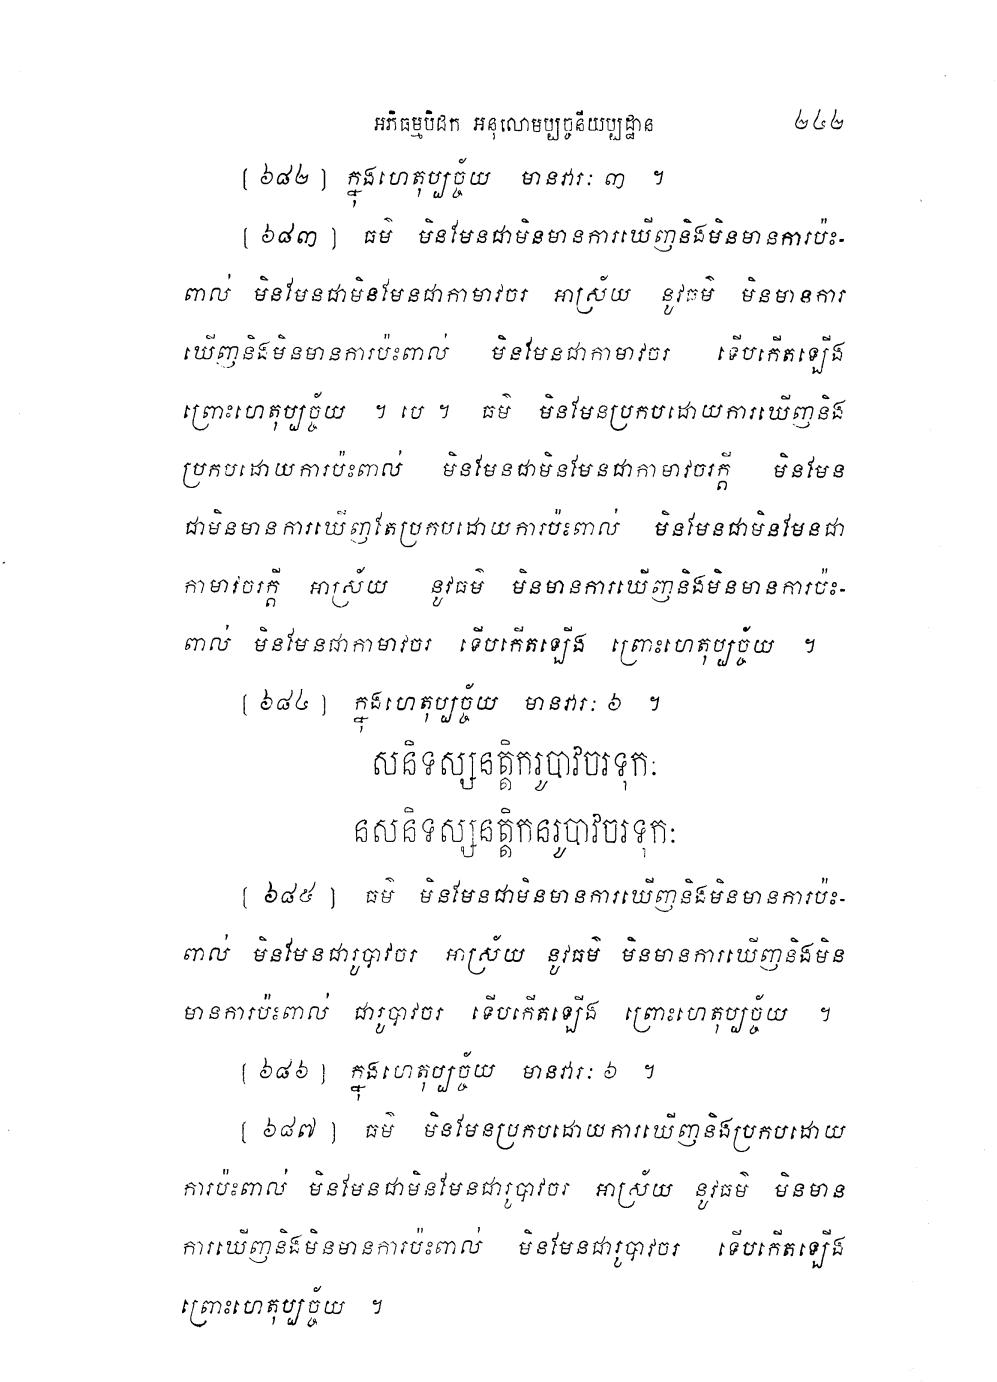 អភិធម្មបិដក អនុលោមប្បច្ចនីយប្បដ្ឋាន ២៤២
[ ៦៨២ ] ក្នុងហេតុប្បច្ច័យ មានវារៈ ៣ ។
[ ៦៨៣ ] ធម៌ មិនមែនជាមិនមានការឃើញនិងមិនមានការប៉ះ-
ពាល់ មិនមែនជាមិនមែនជាកាមាវចរ អាស្រ័យ នូវធម៌ មិនមានការ
ឃើញនិងមិនមានការប៉ះពាល់ មិនមែនជាកាមាវចរ ទើបកើតឡើង
ព្រោះហេតុប្បច្ច័យ ។ បេ ។ ធម៌ មិនមែនប្រកបដោយការឃើញនិង
ប្រកបដោយការប៉ះពាល់ មិនមែនជាមិនមែនជាកាមាវចរក្តី មិនមែន
ជាមិនមានការឃើញតែប្រកបដោយការប៉ះពាល់ មិនមែនជាមិនមែនជា
កាមាវចរក្តី អាស្រ័យ នូវធម៌ មិនមានការឃើញនិងមិនមានការប៉ះ-
ពាល់ មិនមែនជាកាមាវចរ ទើបកើតឡើង ព្រោះហេតុប្បច្ច័យ ។
[ ៦៨៤ ] ក្នុងហេតុប្បច្ច័យ មានវារៈ ៦ ។
សនិទស្សនត្តិករូបាវចរទុកៈ
នសនិទស្សនត្តិកនរូបាវចរទុកៈ
[ ៦៨៥ ] ធម៌ មិនមែនជាមិនមានការឃើញនិងមិនមានការប៉ះ-
ពាល់ មិនមែនជារូបាវចរ អាស្រ័យ នូវធម៌ មិនមានការឃើញនិងមិន
មានការប៉ះពាល់ ជារូបាវចរ ទើបកើតឡើង ព្រោះហេតុប្បច្ច័យ ។
[ ៦៨៦ ] ក្នុងហេតុប្បច្ច័យ មានវារៈ ៦ ។
[ ៦៨៧ ] ធម៌ មិនមែនប្រកបដោយការឃើញនិងប្រកបដោយ
ការប៉ះពាល់ មិនមែនជាមិនមែនជារូបាវចរ អាស្រ័យ នូវធម៌ មិនមាន
ការឃើញនិងមិនមានការប៉ះពាល់ មិនមែនជារូបាវចរ ទើបកើតឡើង
ព្រោះហេតុប្បច្ច័យ ។